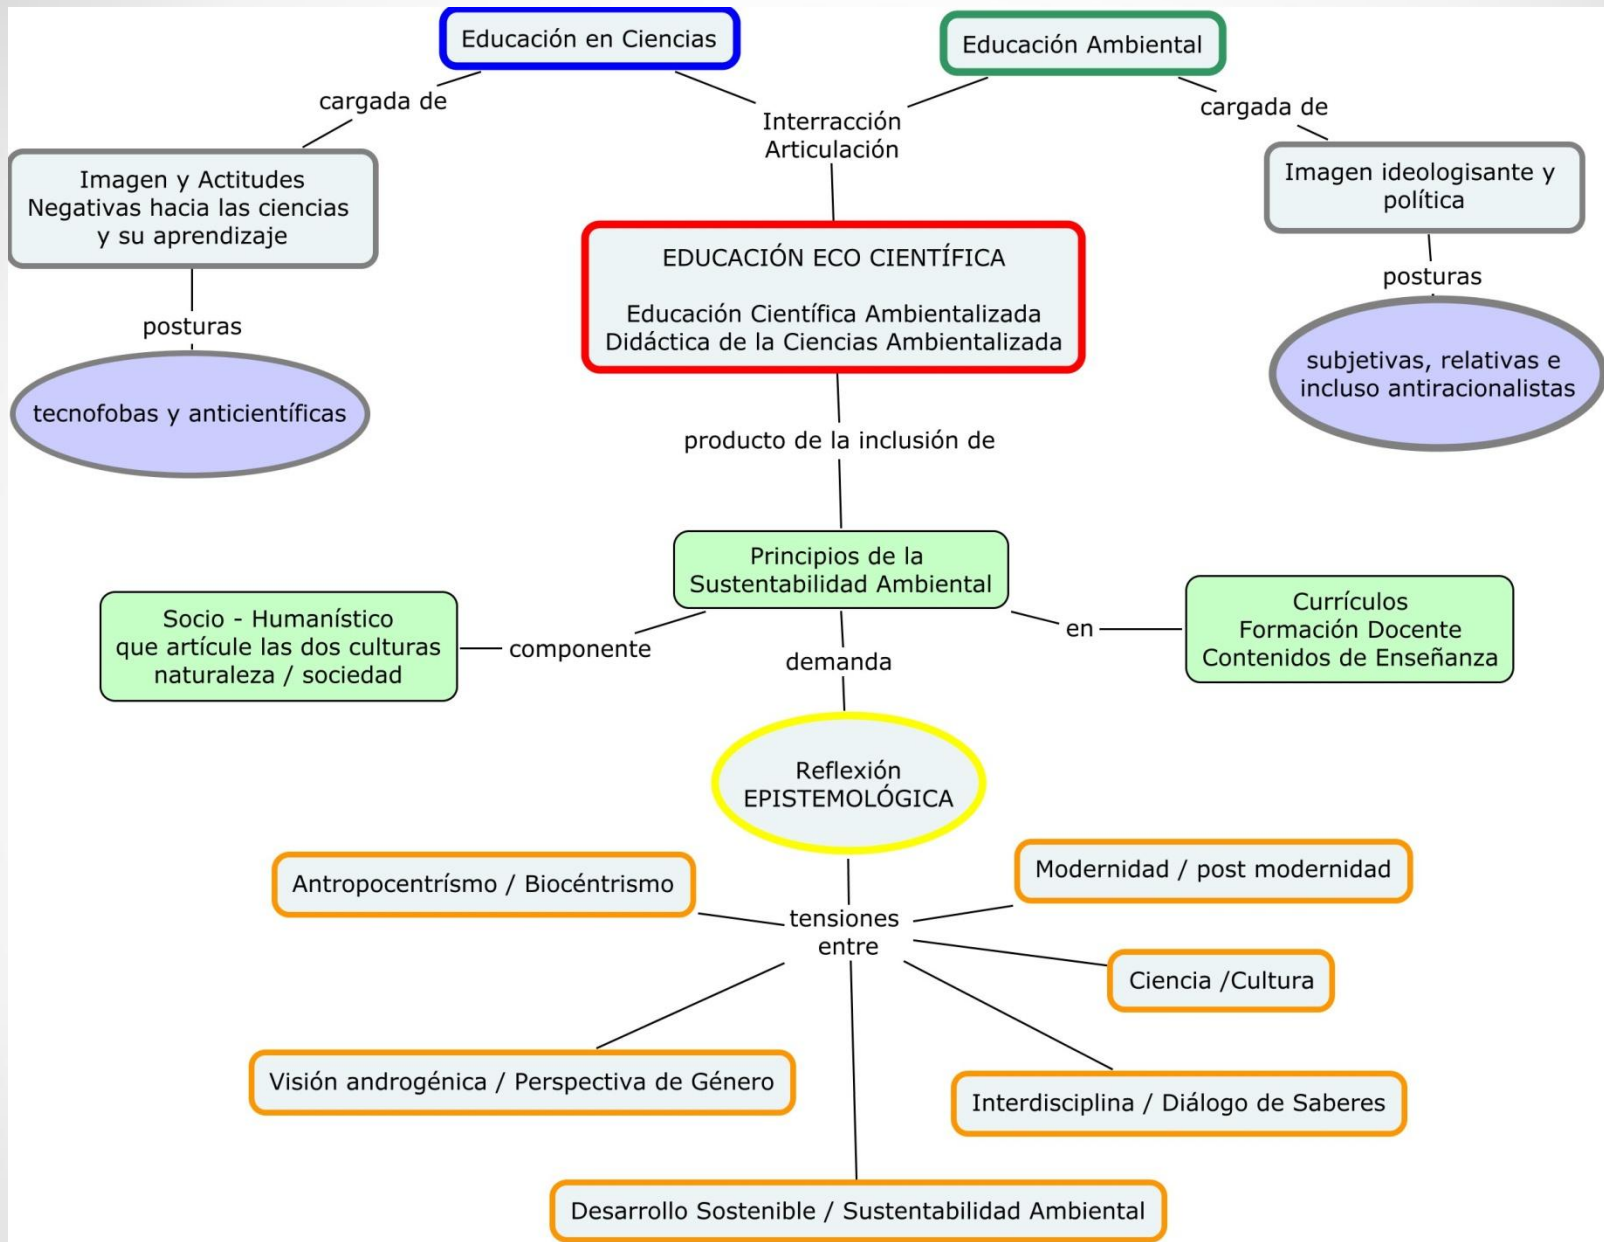 Educación en Ciencias
Educación Ambiental
cargada de
Interracción
Articulación
cargada de
Imagen y Actitudes
Negativas hacia las ciencias
y su aprendizaje
Imagen ideologisante y
política
EDUCACIÓN ECO CIENTÍFICA
Educación Científica Ambientalizada
Didáctica de la Ciencias Ambientalizada
posturas
posturas
tecnofobas y anticientíficas
subjetivas, relativas e
incluso antiracionalistas
producto de la inclusión de
Principios de la
Sustentabilidad Ambiental
Socio - Humanístico
que artícule las dos culturas
naturaleza / sociedad
componente
demanda
en
Currículos
Formación Docente
Contenidos de Enseñanza
Reflexión
EPISTEMOLÓGICA
Antropocentrísmo / Biocéntrismo
Modernidad / post modernidad
tensiones
entre
Ciencia /Cultura
Visión androgénica / Perspectiva de Género
Interdisciplina / Diálogo de Saberes
Desarrollo Sostenible / Sustentabilidad Ambiental